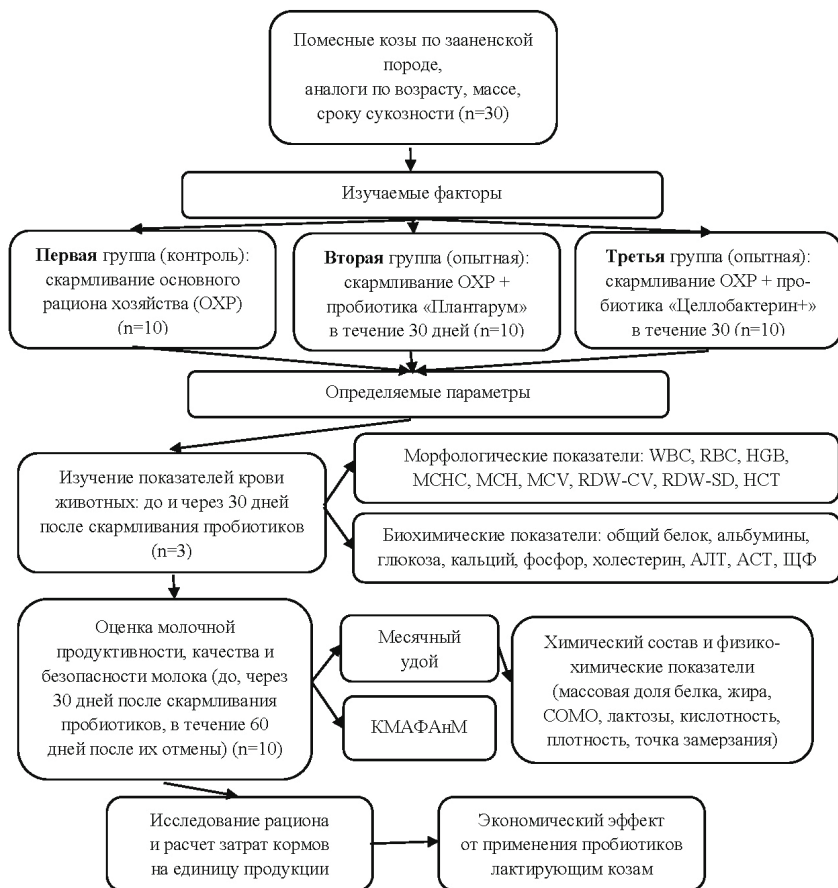 Помесные козы по зааненской
породе,
аналоги по возрасту, массе,
сроку сукозности (n=30)
Изучаемые факторы
Первая группа (контроль):
скармливание основного
рациона хозяйства (ОХР)
(n=10)
Вторая группа (опытная):
скармливание ОХР +
пробиотика «Плантарум»
в течение 30 дней (n=10)
Третья группа (опытная):
скармливание ОХР + про-
биотика «Целлобактерин+»
в течение 30 (n=10)
Определяемые параметры
Изучение показателей крови
животных: до и через 30 дней
после скармливания пробиотиков
(n=3)
Морфологические показатели: WBC, RBC, HGB,
MCHC, MCH, MCV, RDW-CV, RDW-SD, HCT
Биохимические показатели: общий белок, альбумины,
глюкоза, кальций, фосфор, холестерин, АЛТ, АСТ, ЩФ
Оценка молочной
продуктивности, качества и
безопасности молока (до, через
30 дней после скармливания
пробиотиков, в течение 60
дней после их отмены) (n=10)
Месячный
удой
КМАФАнМ
Химический состав и физико-
химические показатели
(массовая доля белка, жира,
СОМО, лактозы, кислотность,
плотность, точка замерзания)
Исследование рациона
и расчет затрат кормов
на единицу продукции
Экономический эффект
от применения пробиотиков
лактирующим козам